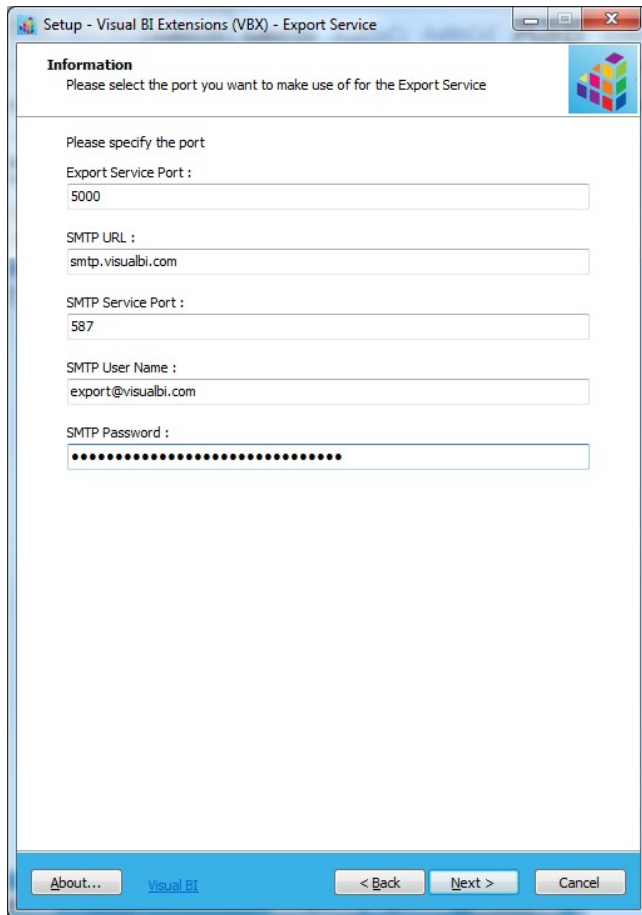 Setup - Visual BI Extensions (VBX) - Export Service
Information
Please select the port you want to make use of for the Export Service
Please specify the port
Export Service Port :
5000
SMTP URL :
smtp.visualbi.com
SMTP Service Port :
587
SMTP User Name :
export@visualbi.com
SMTP Password :
•••••••••••••••••••••••••••••••
About...
Visual BI
< Back
Next >
Cancel